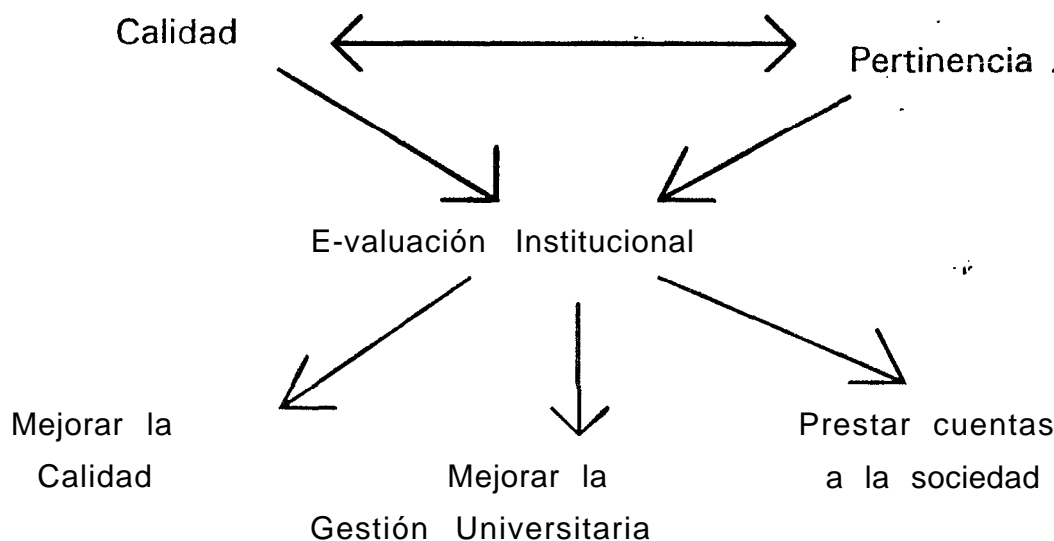 Calidad
Pertinencia
E-valuación Institucional
Mejorar la
Calidad
Mejorar la
Gestión Universitaria
Prestar cuentas
a la sociedad